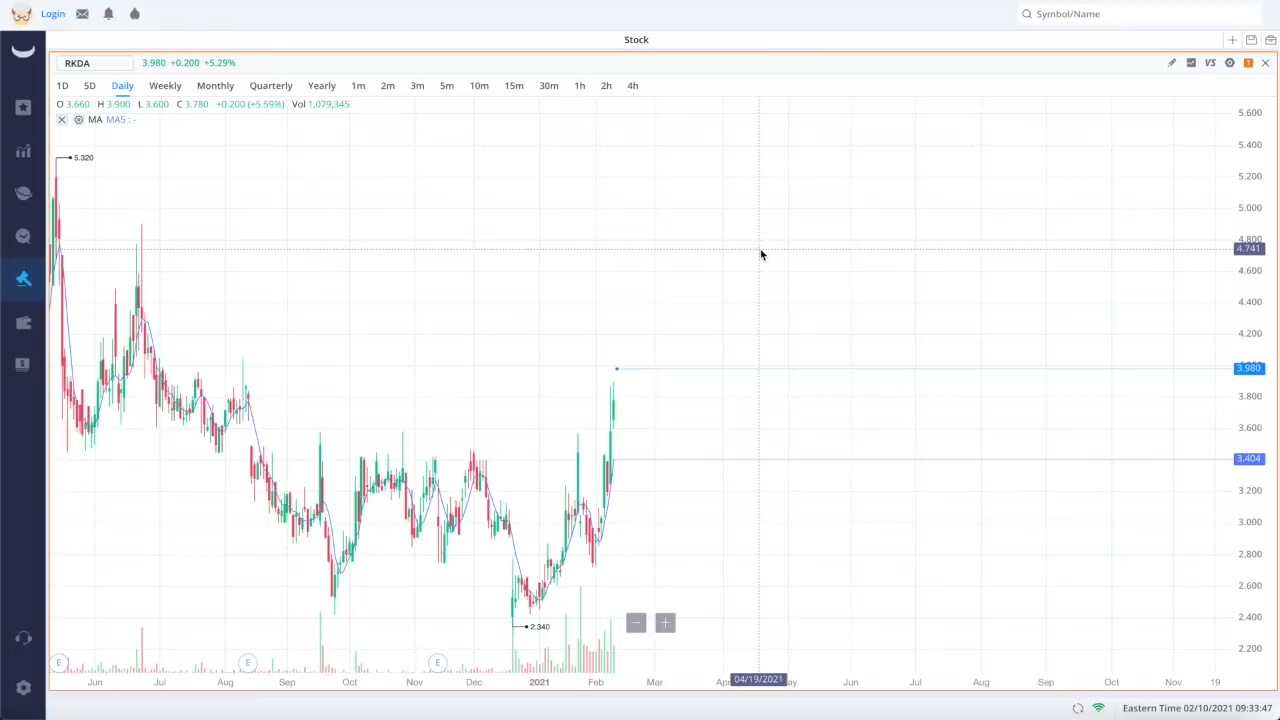 Login
Symbol/Name
Stock
RKDA 3.980 +0.200 +5.29% VS 1
1D 5D Daily Weekly Monthly Quarterly Yearly 1m 2m 3m 5m 10m 15m 30m 1h 2h 4h
O 3.660 H 3.900 L 3.600 C 3.780 +0.200 (+5.59%) Vol 1,079,345
MA MA5 : -
5.600
5.400
5.320
5.200
5.000
4.800
4.741
4.600
4.400
4.200
3.980
3.800
3.600
3.404
3.200
3.000
2.800
2.600
2.400
2.340
2.200
E E E
Jun Jul Aug Sep Oct Nov Dec 2021 Feb Mar 04/19/2021 Jun Jul Aug Sep Oct Nov 19
Eastern Time 02/10/2021 09:33:47